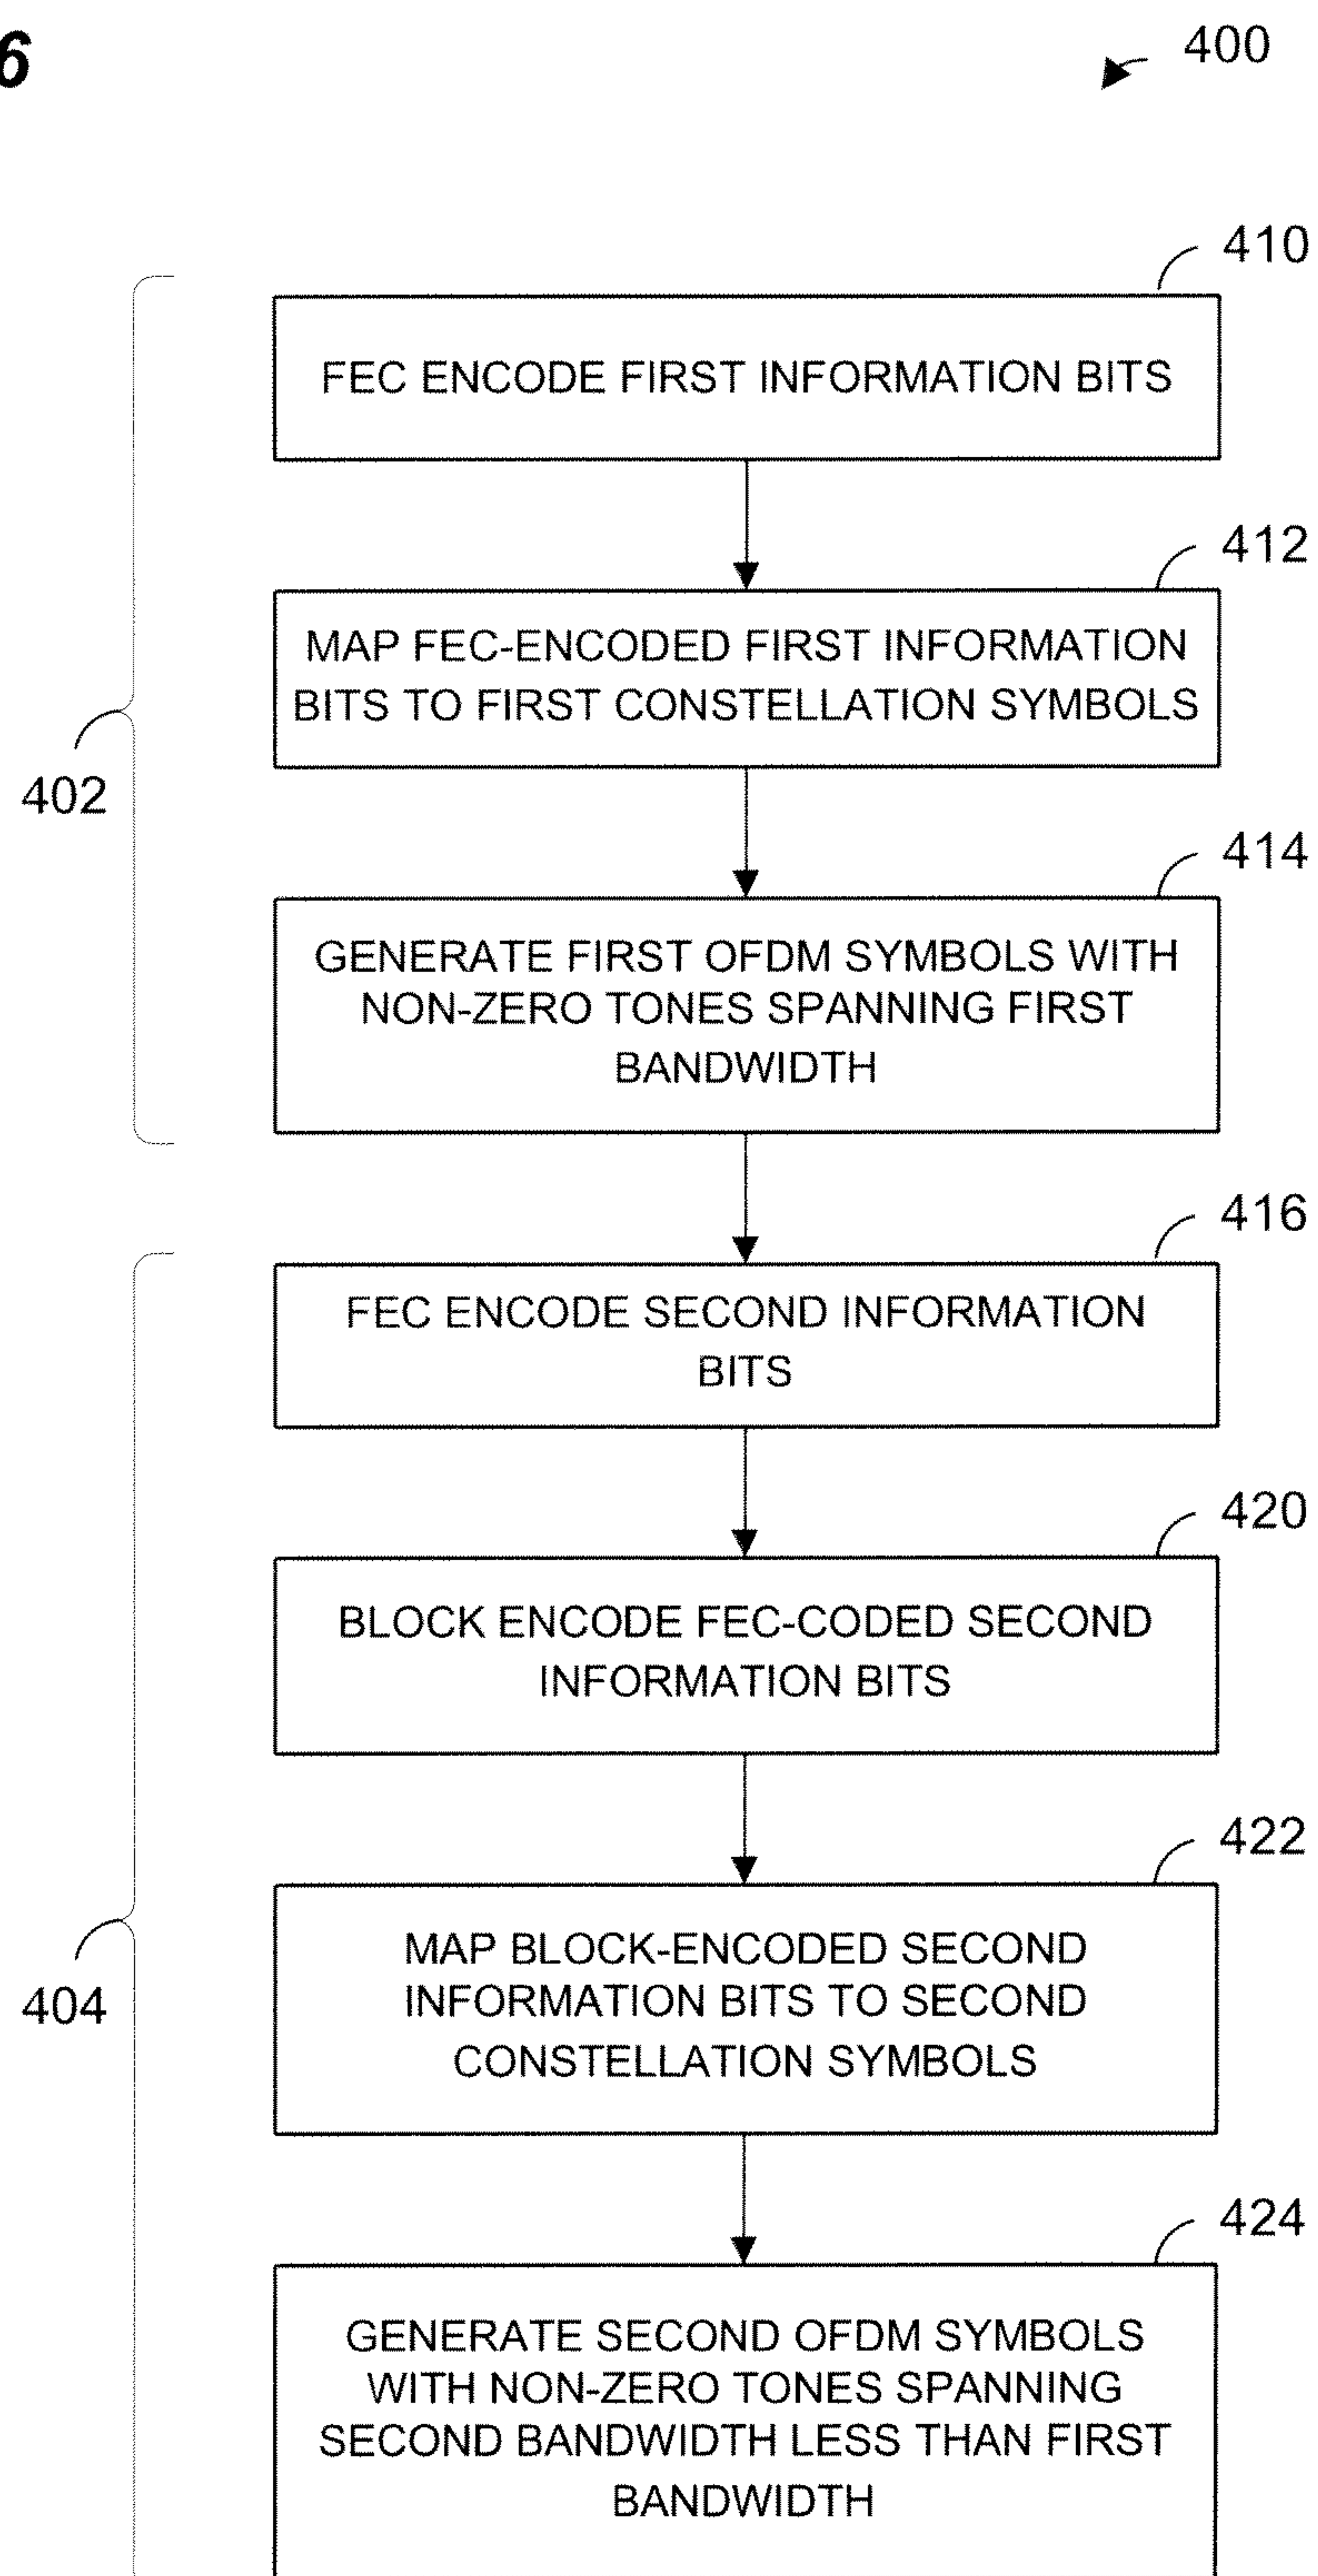 6
400
410
FEC ENCODE FIRST INFORMATION BITS
412
MAP FEC-ENCODED FIRST INFORMATION
BITS TO FIRST CONSTELLATION SYMBOLS
402
414
GENERATE FIRST OFDM SYMBOLS WITH
NON-ZERO TONES SPANNING FIRST
BANDWIDTH
416
FEC ENCODE SECOND INFORMATION
BITS
420
BLOCK ENCODE FEC-CODED SECOND
INFORMATION BITS
422
MAP BLOCK-ENCODED SECOND
INFORMATION BITS TO SECOND
CONSTELLATION SYMBOLS
404
424
GENERATE SECOND OFDM SYMBOLS
WITH NON-ZERO TONES SPANNING
SECOND BANDWIDTH LESS THAN FIRST
BANDWIDTH